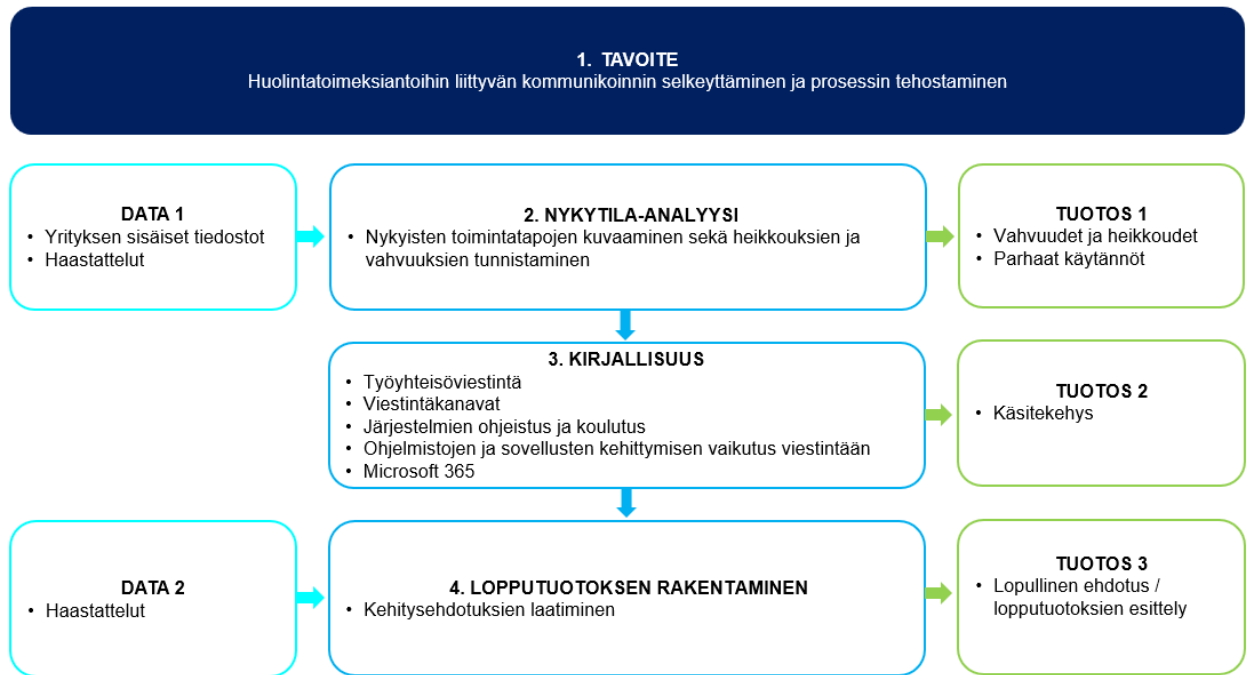 1. TAVOITE
Huolintatoimeksiantoihin liittyvän kommunikoinnin selkeyttäminen ja prosessin tehostaminen
DATA 1
• Yrityksen sisäiset tiedostot
• Haastattelut
2. NYKYTILA-ANALYYSI
• Nykyisten toimintatapojen kuvaaminen sekä heikkouksien ja
vahvuuksien tunnistaminen
TUOTOS 1
• Vahvuudet ja heikkoudet
• Parhaat käytännöt
3. KIRJALLISUUS
• Työyhteisöviestintä
• Viestintäkanavat
• Järjestelmien ohjeistus ja koulutus
• Ohjelmistojen ja sovellusten kehittymisen vaikutus viestintään
• Microsoft 365
TUOTOS 2
• Käsitekehys
DATA 2
• Haastattelut
4. LOPPUTUOTOKSEN RAKENTAMINEN
• Kehitysehdotuksien laatiminen
TUOTOS 3
• Lopullinen ehdotus /
lopputuotoksien esittely